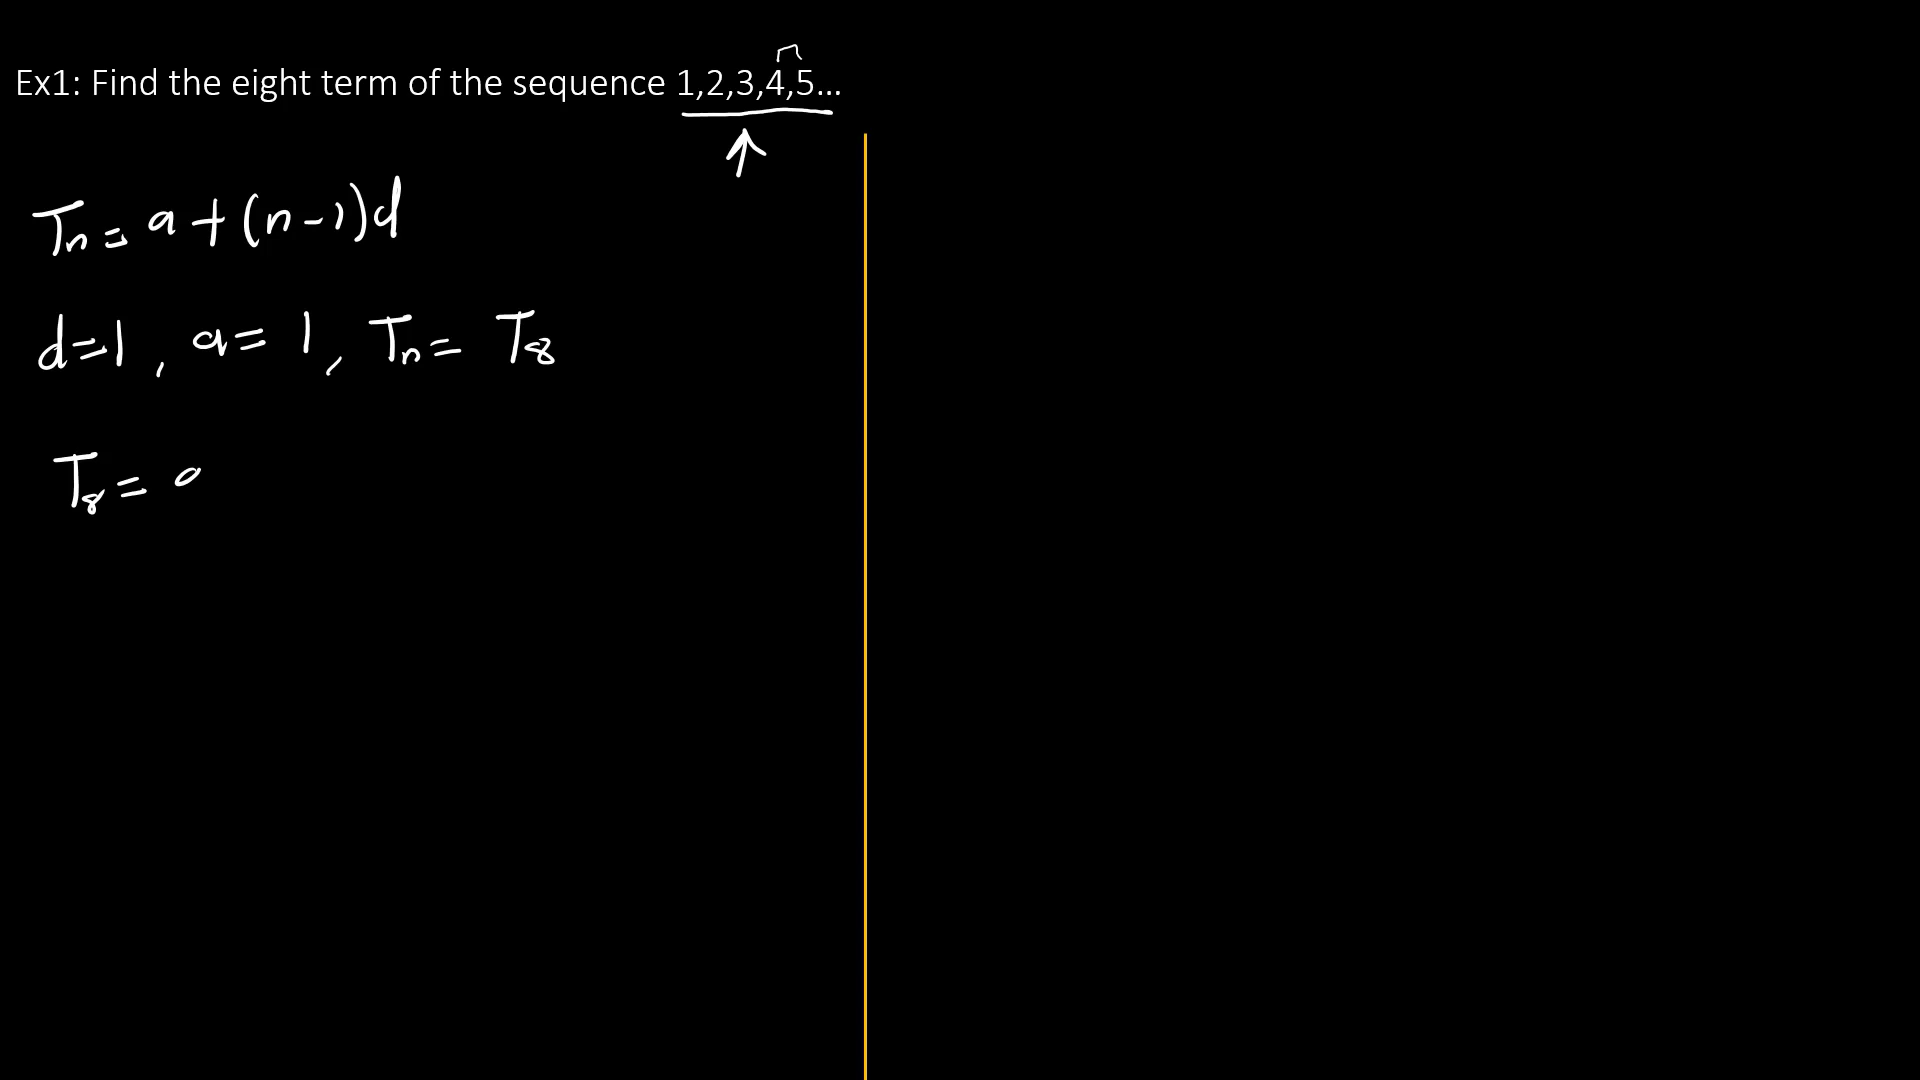 Ex1: Find the eight term of the sequence 1,2,3,4,5...
Tn = a + (n - 1)d
d = 1 , a = 1 , Tn = T8
T8 = a